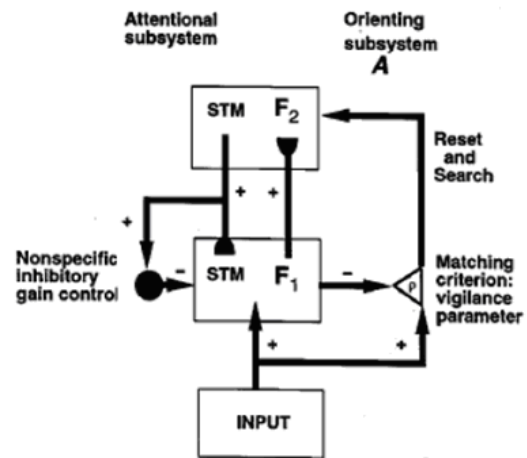 Attentional
subsystem
Orienting
subsystem
A
STM F₂
Reset
and
Search
+ +
+
Nonspecific
inhibitory
gain control
-
STM F₁
-
ρ
Matching
criterion:
vigilance
parameter
+ +
INPUT